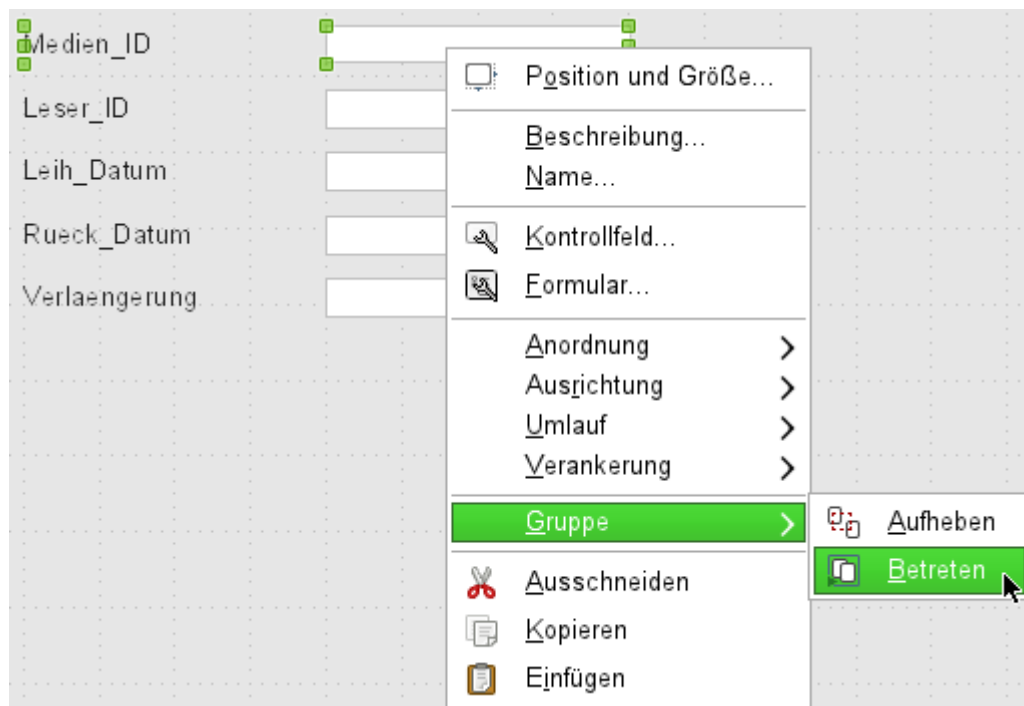 Medien_ID
Leser_ID
Leih_Datum
Rueck_Datum
Verlaengerung
Position und Größe...
Beschreibung...
Name...
Kontrollfeld...
Formular...
Anordnung
Ausrichtung
Umlauf
Verankerung
Gruppe
Aufheben
Betreten
Ausschneiden
Kopieren
Einfügen